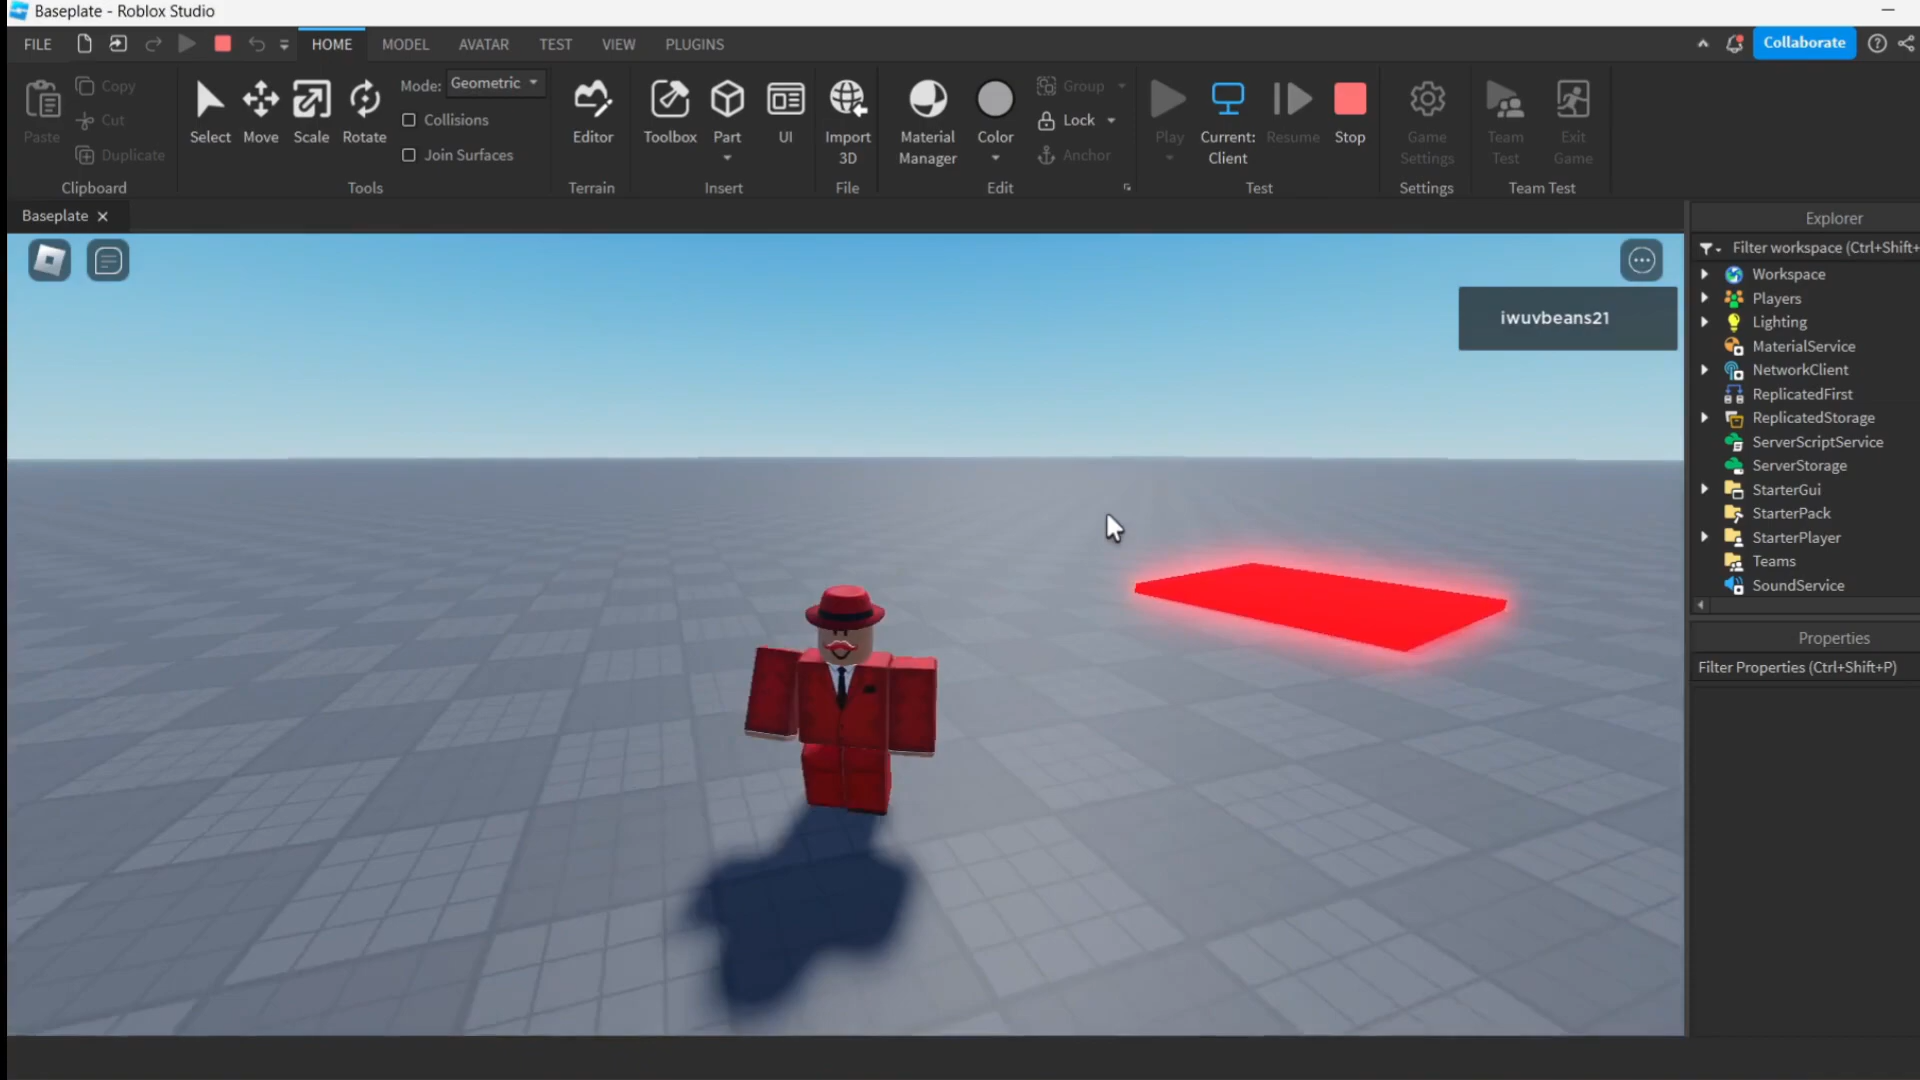 Baseplate - Roblox Studio
FILE HOME MODEL AVATAR TEST VIEW PLUGINS Collaborate
Paste
Copy
Cut
Duplicate
Clipboard
Select Move Scale Rotate
Mode: Geometric
Collisions
Join Surfaces
Tools
Editor
Terrain
Toolbox Part UI
Insert
Import
3D
File
Material
Manager
Color
Group
Lock
Anchor
Edit
Play
Current:
Client
Resume Stop
Test
Game
Settings
Settings
Team
Test
Exit
Game
Team Test
Baseplate
iwuvbeans21
Explorer
Filter workspace (Ctrl+Shift+
Workspace
Players
Lighting
MaterialService
NetworkClient
ReplicatedFirst
ReplicatedStorage
ServerScriptService
ServerStorage
StarterGui
StarterPack
StarterPlayer
Teams
SoundService
Properties
Filter Properties (Ctrl+Shift+P)